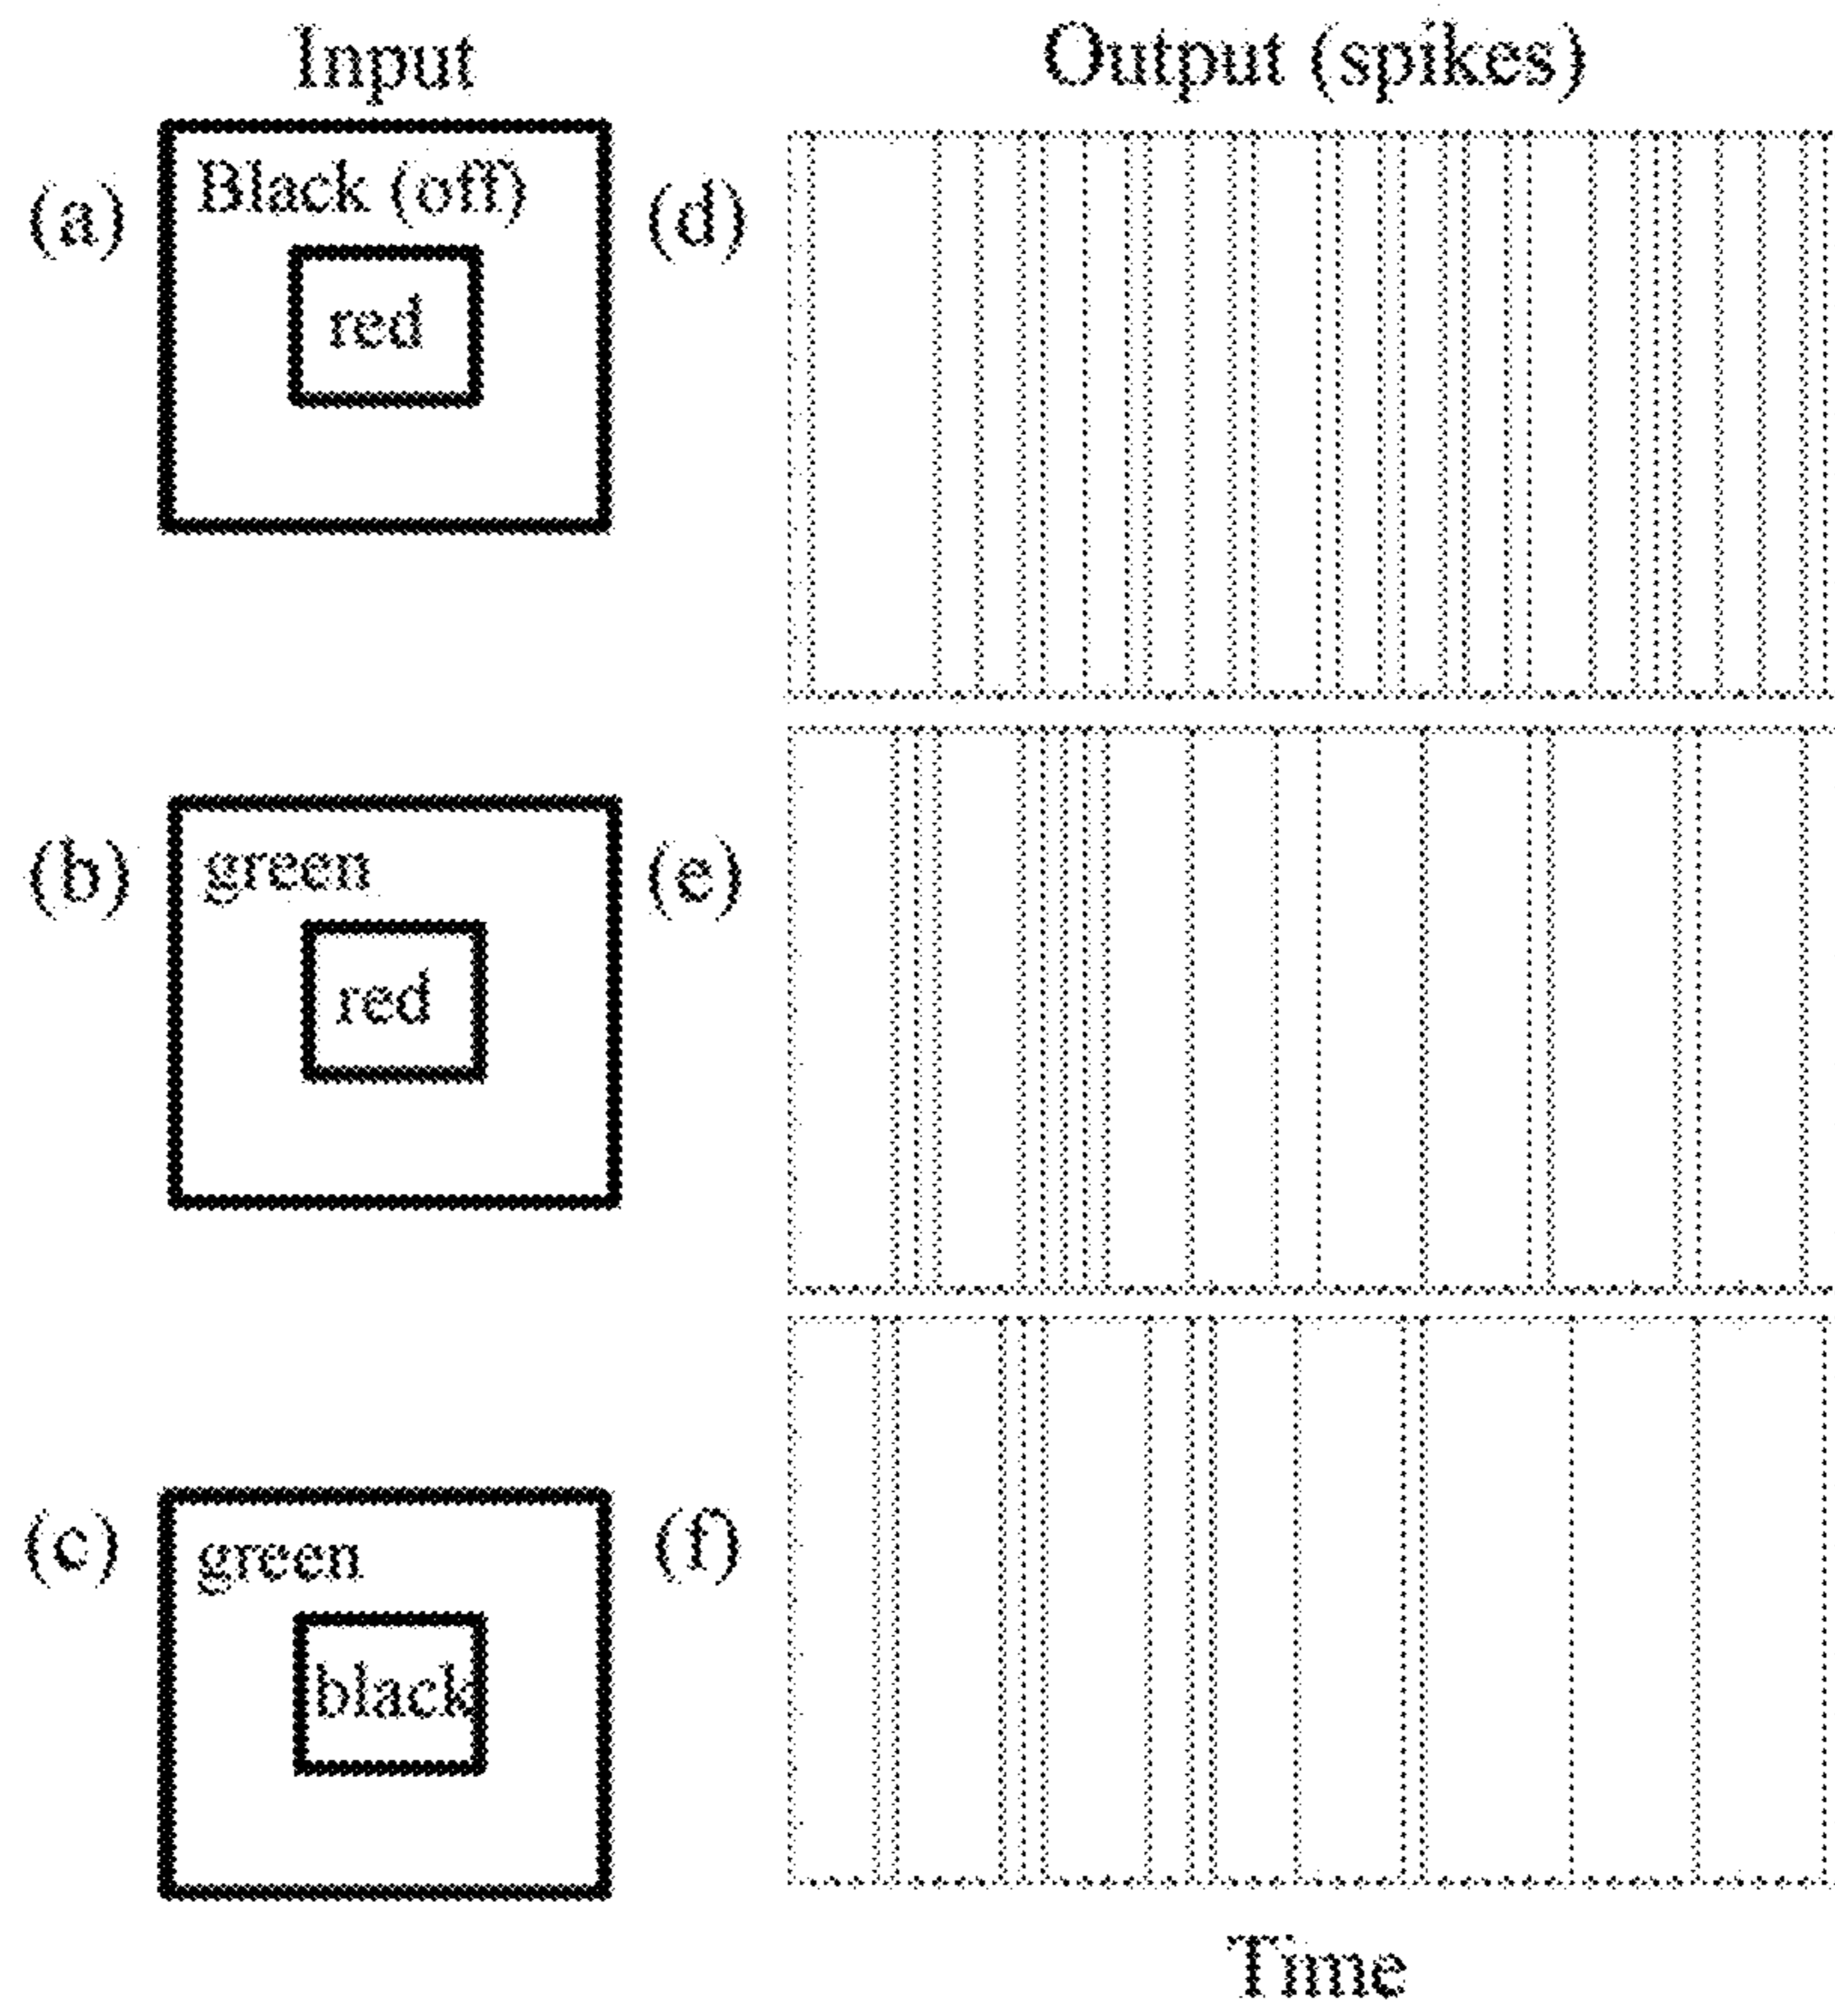 Input
Output (spikes)
(a)
Black (off)
red
(d)
(b)
green
red
(e)
(c)
green
black
(f)
Time